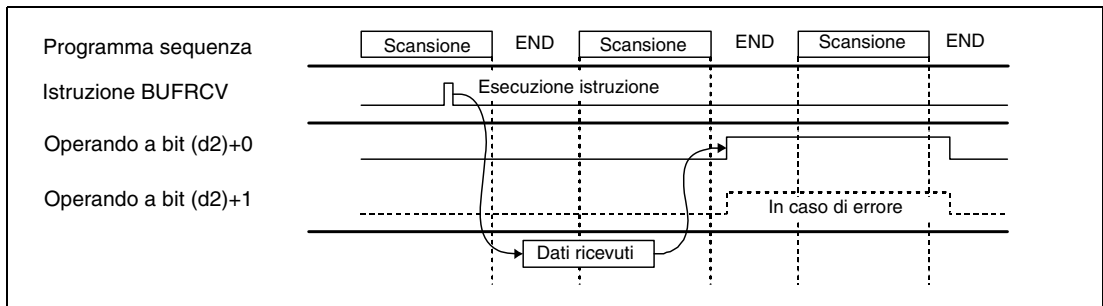 Programma sequenza Scansione END Scansione END Scansione END
Istruzione BUFRCV Esecuzione istruzione
Operando a bit (d2)+0
Operando a bit (d2)+1 In caso di errore
Dati ricevuti